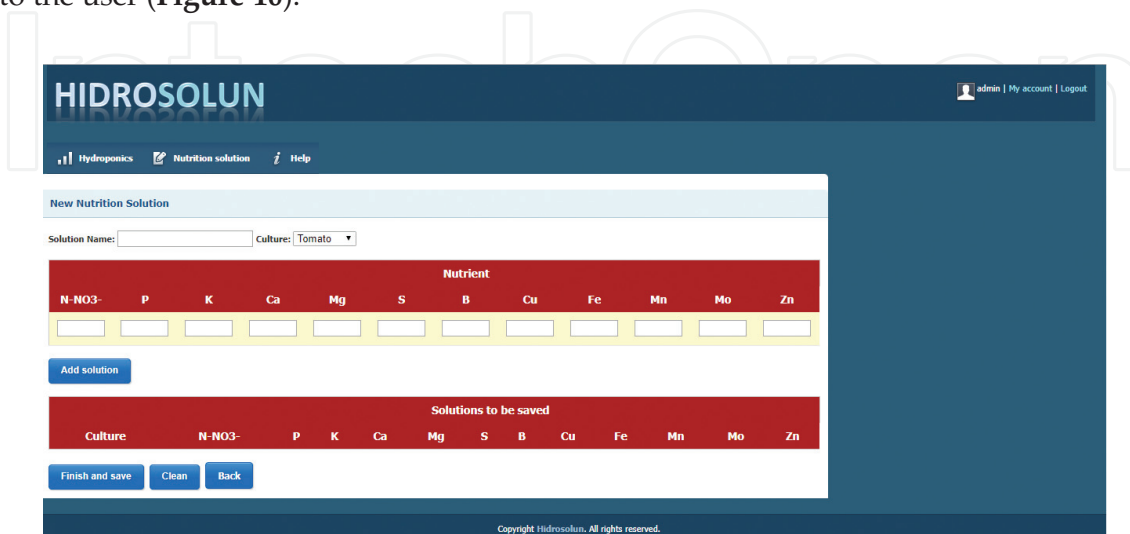 to the user (Figure 10).
IntechOpen
HIDROSOLUN
admin | My account | Logout
Hydroponics Nutrition solution i Help
New Nutrition Solution
Solution Name: Culture: Tomato
Nutrient
N-NO3- P K Ca Mg S B Cu Fe Mn Mo Zn
Add solution
Solutions to be saved
Culture N-NO3- P K Ca Mg S B Cu Fe Mn Mo Zn
Finish and save Clean Back
Copyright Hidrosolun. All rights reserved.